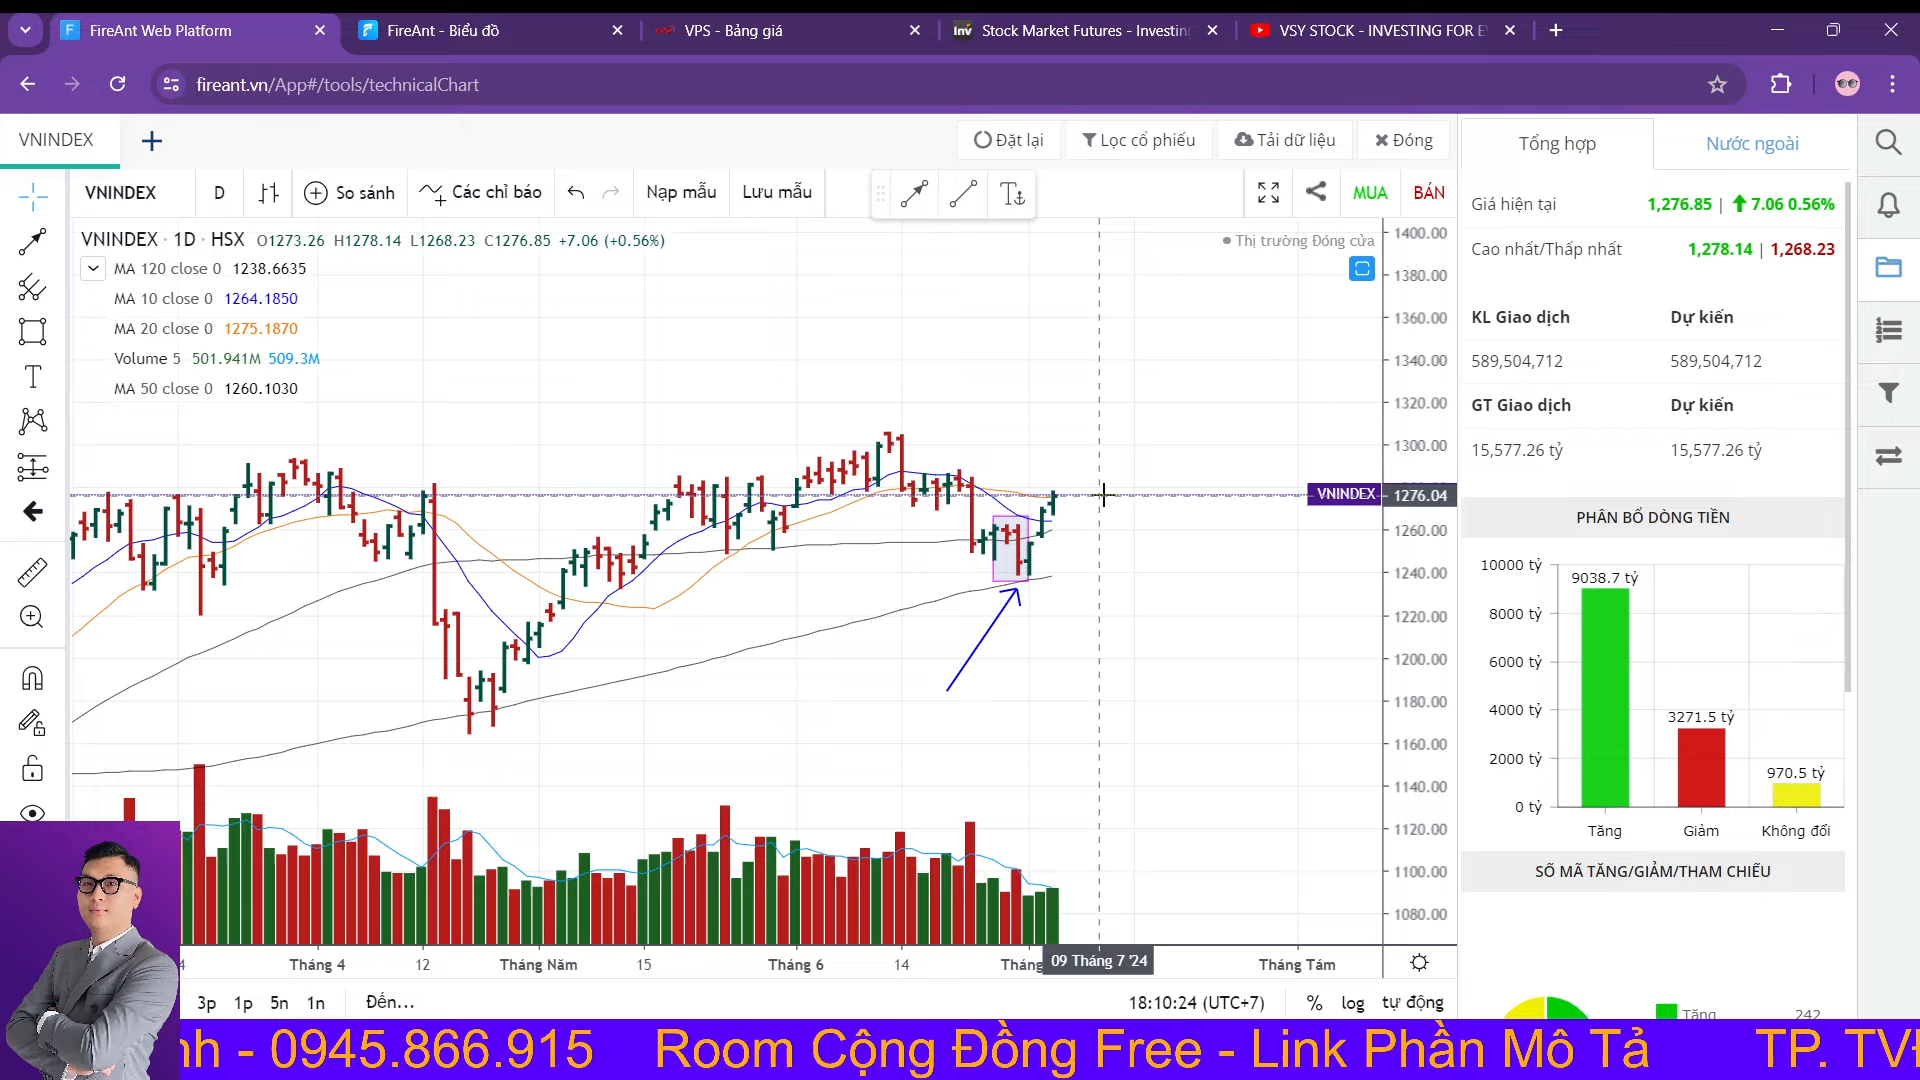 FireAnt Web Platform
FireAnt - Biểu đồ
VPS - Bảng giá
Stock Market Futures - Investing
VSY STOCK - INVESTING FOR E
fireant.vn/App#/tools/technicalChart
VNINDEX
Đặt lại
Lọc cổ phiếu
Tải dữ liệu
Đóng
Tổng hợp
Nước ngoài
VNINDEX
D
So sánh
Các chỉ báo
Nạp mẫu
Lưu mẫu
MUA
BÁN
Giá hiện tại
1,276.85 | 7.06 0.56%
VNINDEX · 1D · HSX O1273.26 H1278.14 L1268.23 C1276.85 +7.06 (+0.56%)
Thị trường Đóng cửa
Cao nhất/Thấp nhất
1,278.14 | 1,268.23
MA 120 close 0 1238.6635
MA 10 close 0 1264.1850
MA 20 close 0 1275.1870
Volume 5 501.941M 509.3M
MA 50 close 0 1260.1030
KL Giao dịch
Dự kiến
589,504,712
589,504,712
GT Giao dịch
Dự kiến
15,577.26 tỷ
15,577.26 tỷ
1400.00
1380.00
1360.00
1340.00
1320.00
1300.00
VNINDEX
1276.04
1260.00
1240.00
1220.00
1200.00
1180.00
1160.00
1140.00
1120.00
1100.00
1080.00
PHÂN BỔ DÒNG TIỀN
10000 tỷ
8000 tỷ
6000 tỷ
4000 tỷ
2000 tỷ
0 tỷ
9038.7 tỷ
3271.5 tỷ
970.5 tỷ
Tăng
Giảm
Không đổi
SỐ MÃ TĂNG/GIẢM/THAM CHIẾU
Tăng
242
4
Tháng 4
12
Tháng Năm
15
Tháng 6
14
Tháng
09 Tháng 7 '24
Tháng Tám
3p
1p
5n
1n
Đến...
18:10:24 (UTC+7)
%
log
tự động
nh - 0945.866.915
Room Cộng Đồng Free - Link Phần Mô Tả
TP. TV